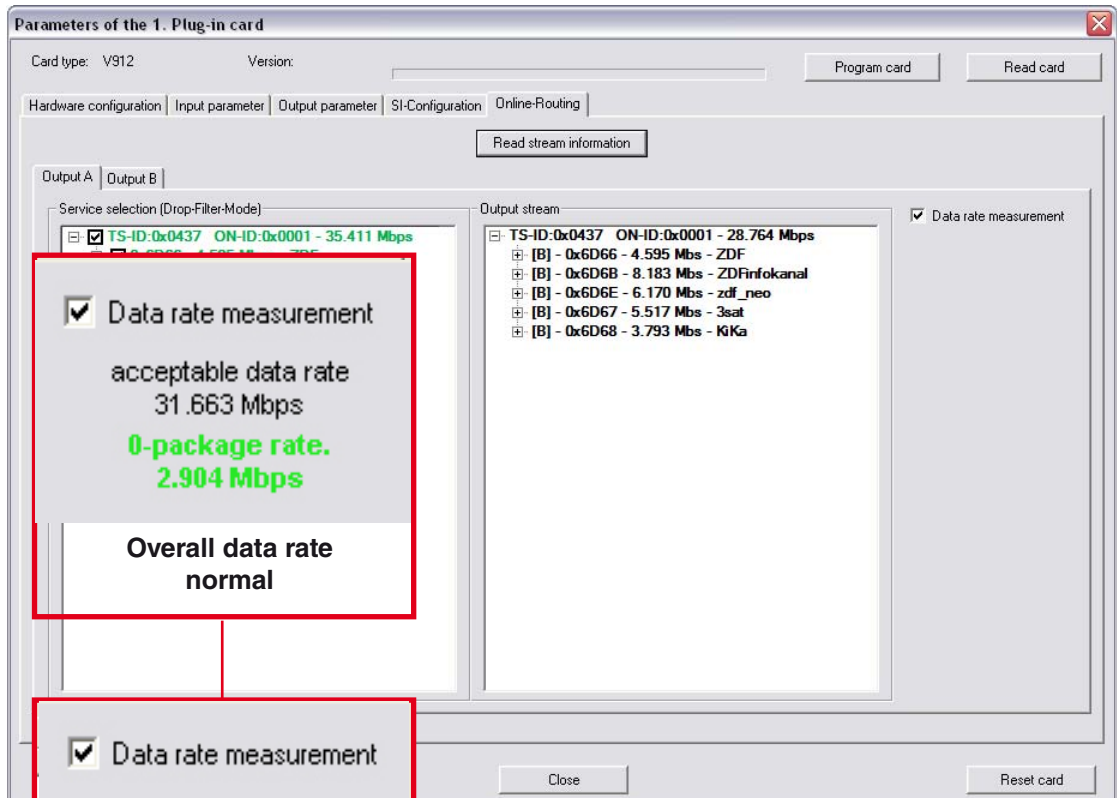 Parameters of the 1. Plug-in card
Card type: V912 Version: Program card Read card
Hardware configuration Input parameter Output parameter SI-Configuration Online-Routing
Read stream information
Output A Output B
Service selection (Drop-Filter-Mode)
TS-ID:0x0437 ON-ID:0x0001 - 35.411 Mbps
Output stream
TS-ID:0x0437 ON-ID:0x0001 - 28.764 Mbps
[B] - 0x6D66 - 4.595 Mbs - ZDF
[B] - 0x6D6B - 8.183 Mbs - ZDFinfokanal
[B] - 0x6D6E - 6.170 Mbs - zdf_neo
[B] - 0x6D67 - 5.517 Mbs - 3sat
[B] - 0x6D68 - 3.793 Mbs - KiKa
Data rate measurement
Data rate measurement
acceptable data rate
31.663 Mbps
0-package rate.
2.904 Mbps
Overall data rate
normal
Data rate measurement
Close Reset card